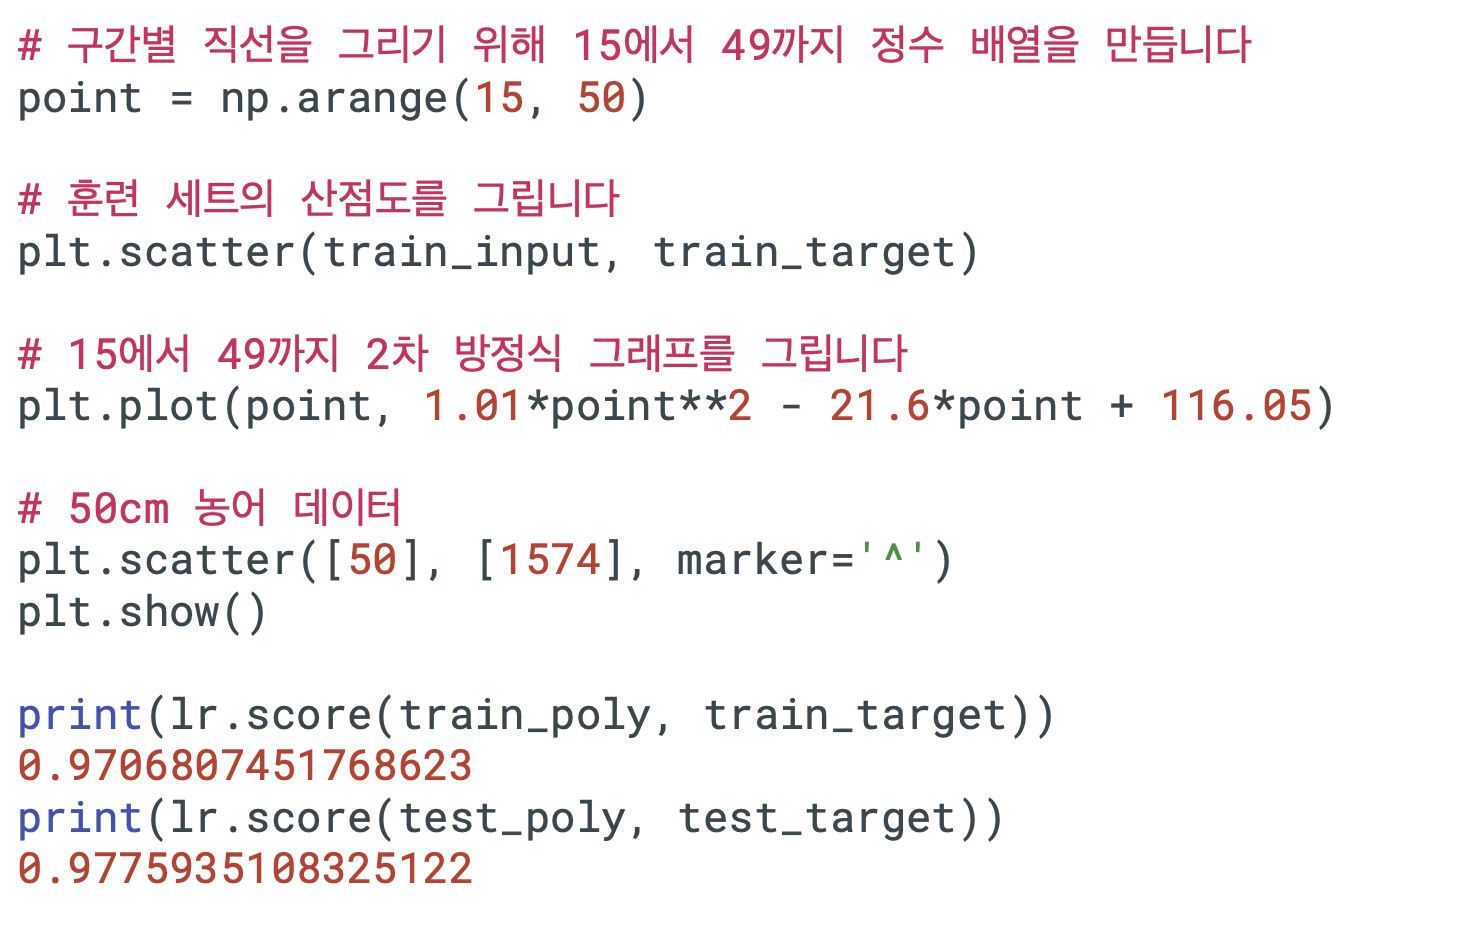 # 구간별 직선을 그리기 위해 15에서 49까지 정수 배열을 만듭니다
point = np.arange(15, 50)
# 훈련 세트의 산점도를 그립니다
plt.scatter(train_input, train_target)
# 15에서 49까지 2차 방정식 그래프를 그립니다
plt.plot(point, 1.01*point**2 - 21.6*point + 116.05)
# 50cm 농어 데이터
plt.scatter([50], [1574], marker='^')
plt.show()
print(lr.score(train_poly, train_target))
0.9706807451768623
print(lr.score(test_poly, test_target))
0.9775935108325122